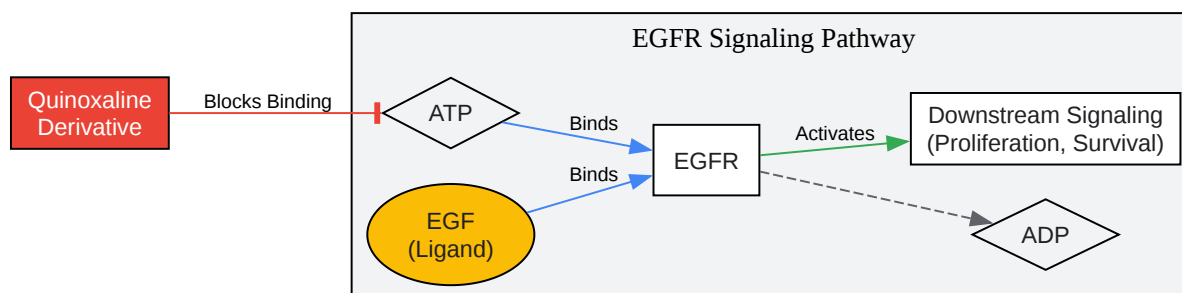 EGFR Signaling Pathway
Quinoxaline
Derivative
Blocks Binding
ATP
Binds
EGF
(Ligand)
Binds
EGFR
Activates
Downstream Signaling
(Proliferation, Survival)
ADP